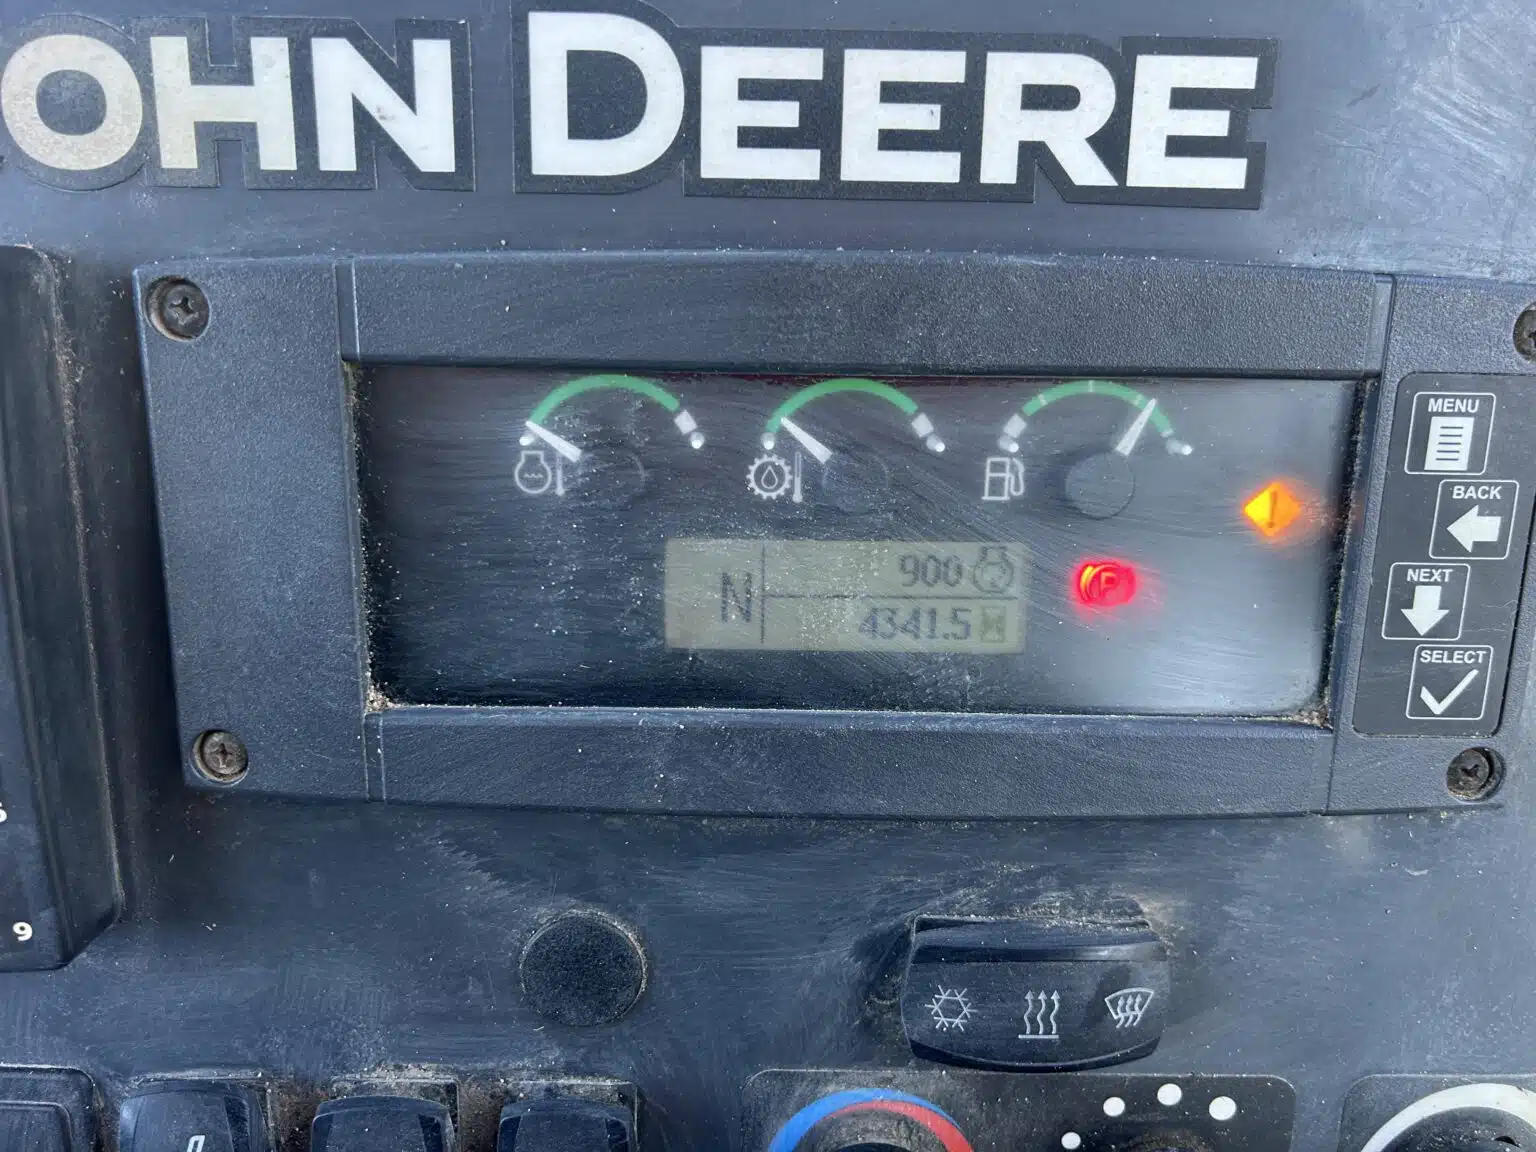 OHN DEERE
MENU
BACK
NEXT
SELECT
N
900
4341.5
P
9